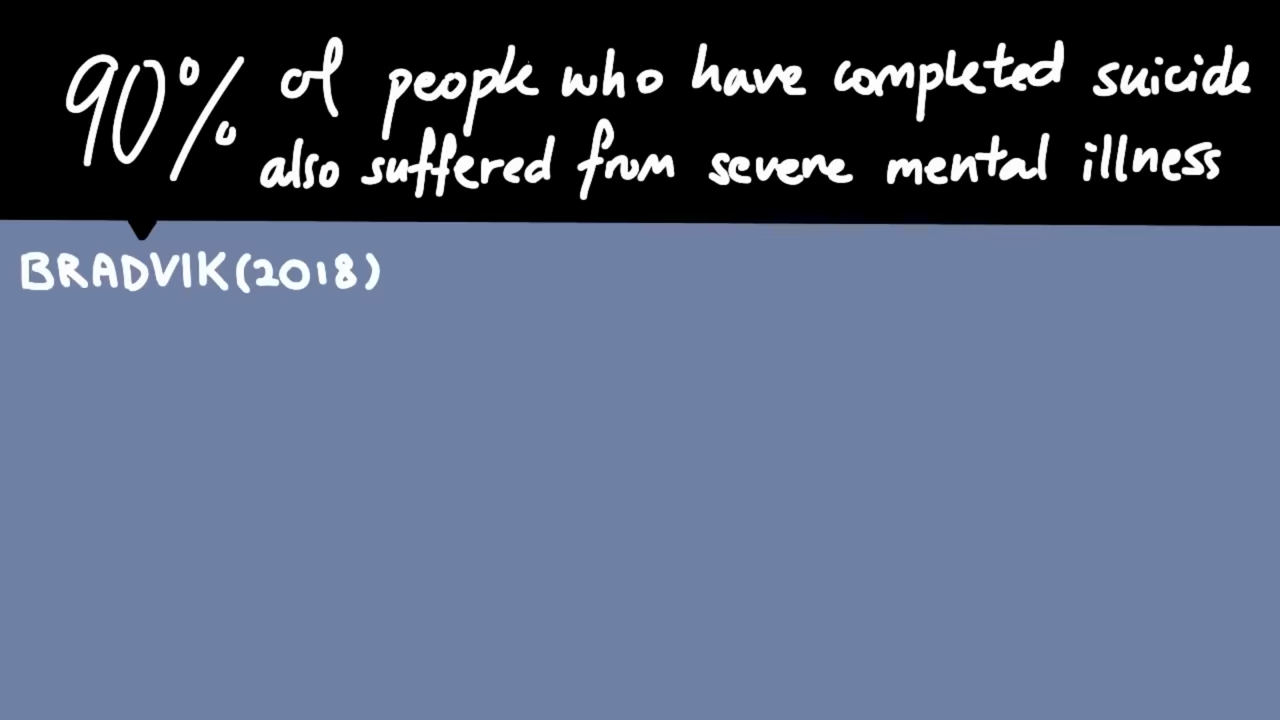 90% of people who have completed suicide
also suffered from severe mental illness
BRADVIK(2018)